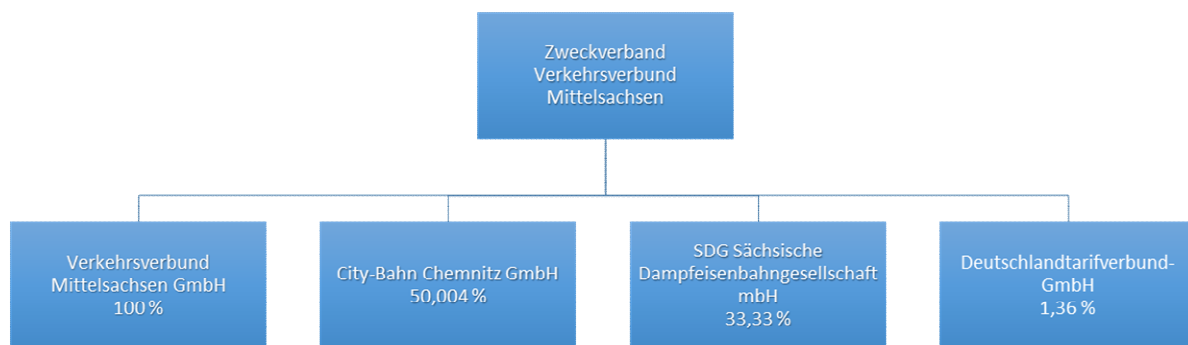 Zweckverband
Verkehrsverbund
Mittelsachsen
Verkehrsverbund
Mittelsachsen GmbH
100 %
City-Bahn Chemnitz GmbH
50,004 %
SDG Sächsische
Dampfeisenbahngesellschaft
mbH
33,33 %
Deutschlandtarifverbund-
GmbH
1,36 %